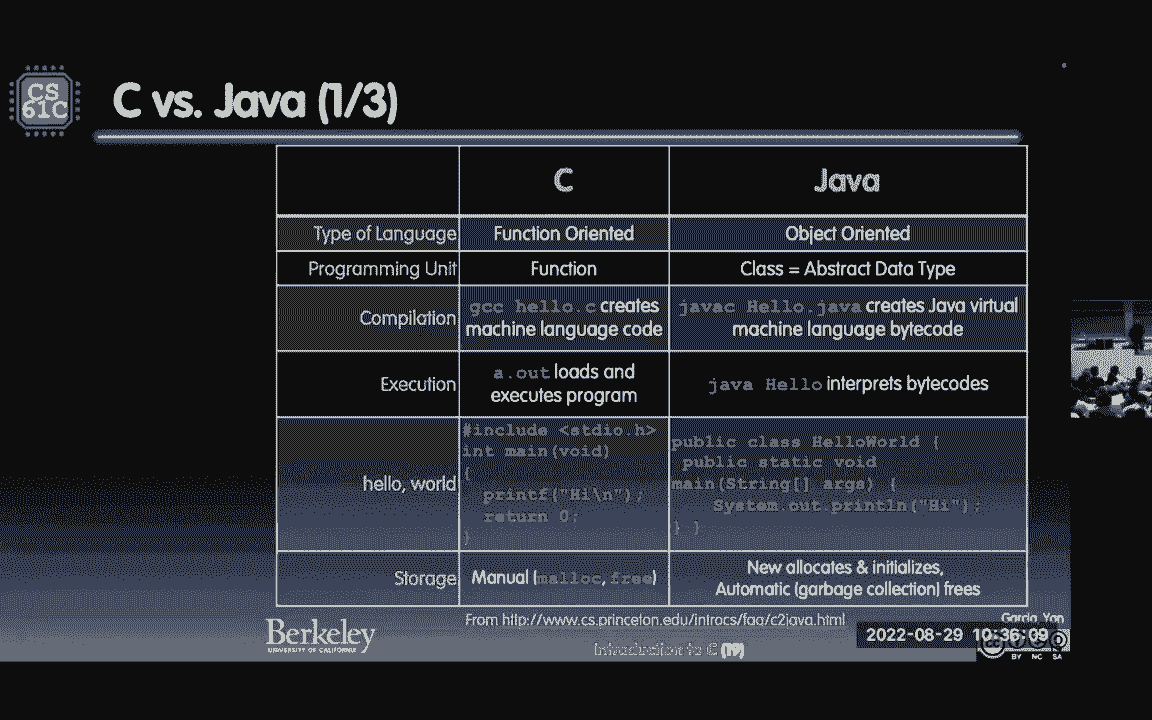 CS
61C
C vs. Java (1/3)
C
Java
Type of Language
Function Oriented
Object Oriented
Programming Unit
Function
Class = Abstract Data Type
Compilation
gcc hello.c creates
machine language code
javac Hello.java creates Java virtual
machine language bytecode
Execution
a.out loads and
executes program
java Hello interprets bytecodes
hello, world
#include <stdio.h>
int main(void)
{
printf("Hi\n");
return 0;
}
public class HelloWorld {
public static void
main(String[] args) {
System.out.println("Hi");
} }
Storage
Manual (malloc, free)
New allocates & initializes,
Automatic (garbage collection) frees
From http://www.cs.princeton.edu/introcs/faq/c2java.html
Berkeley
UNIVERSITY OF CALIFORNIA
Introduction to C (19)
Garcia, Yan
2022-08-29 10:36:09
cc
BY NC SA